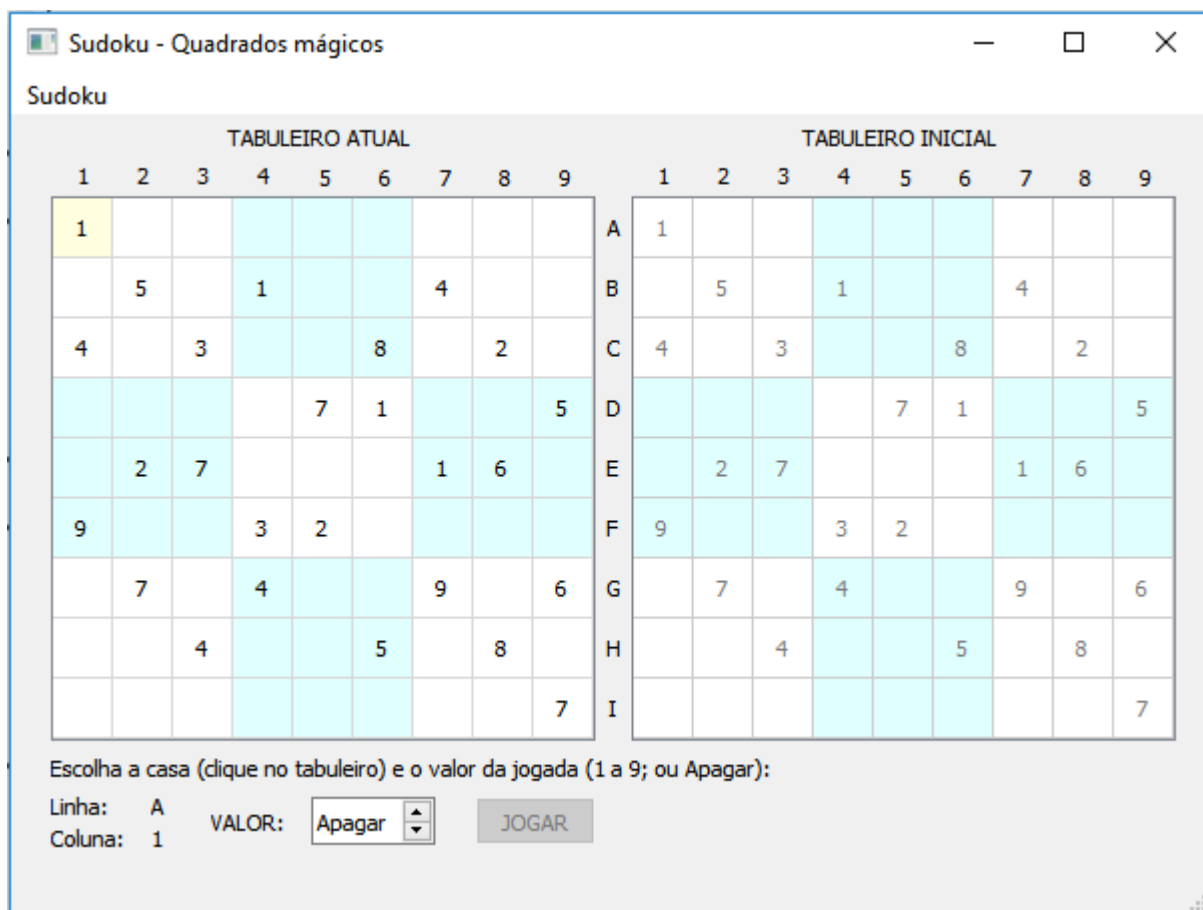 Sudoku - Quadrados mágicos
Sudoku
TABULEIRO ATUAL TABULEIRO INICIAL
1 2 3 4 5 6 7 8 9 1 2 3 4 5 6 7 8 9
1 A 1
5 1 4 B 5 1 4
4 3 8 2 C 4 3 8 2
7 1 5 D 7 1 5
2 7 1 6 E 2 7 1 6
9 3 2 F 9 3 2
7 4 9 6 G 7 4 9 6
4 5 8 H 4 5 8
7 I 7
Escolha a casa (clique no tabuleiro) e o valor da jogada (1 a 9; ou Apagar):
Linha: A
VALOR: Apagar JOGAR
Coluna: 1